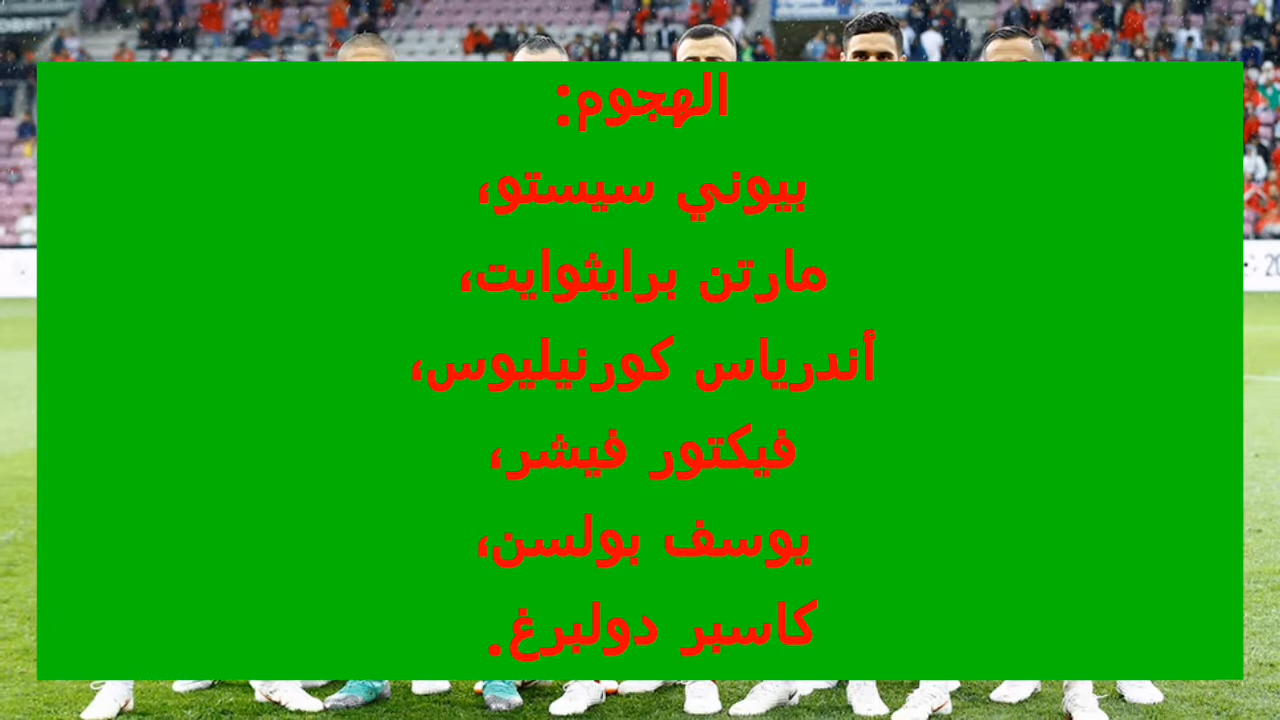 الهجوم:
بيوني سيستو،
مارتن برايثوايت،
أندرياس كورنيليوس،
فيكتور فيشر،
يوسف بولسن،
كاسبر دولبرغ.